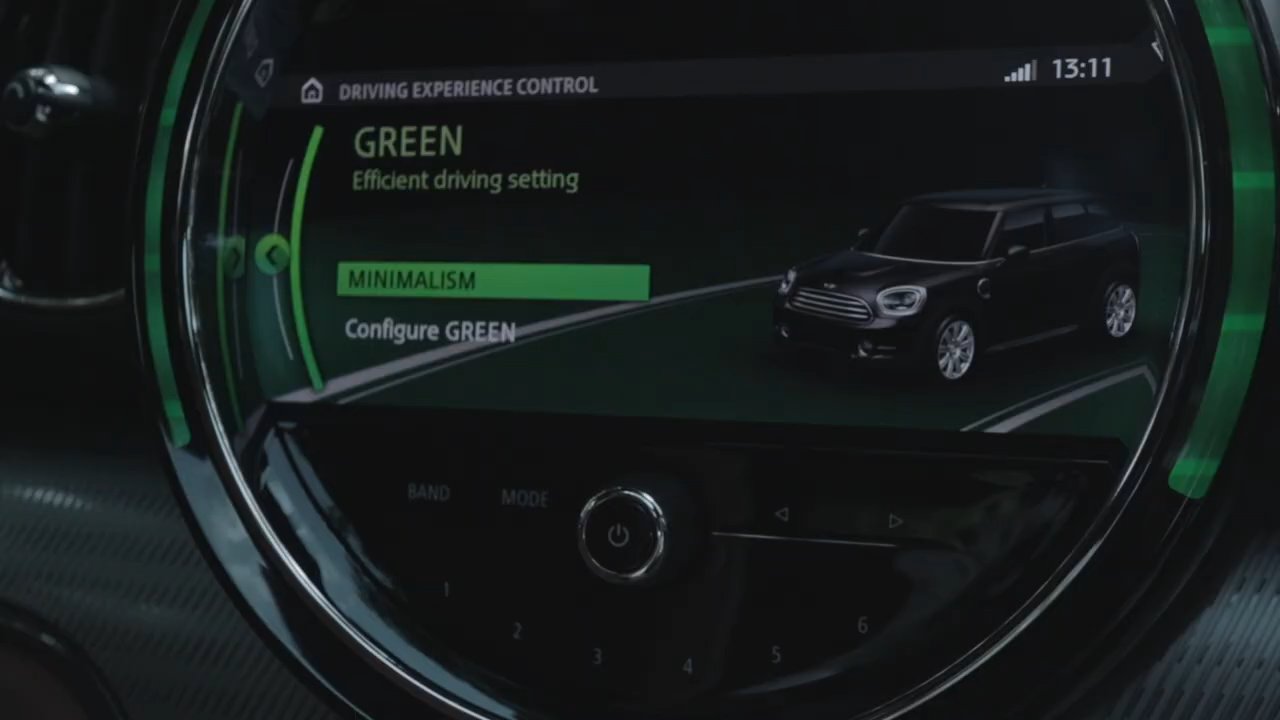 DRIVING EXPERIENCE CONTROL
13:11
GREEN
Efficient driving setting
MINIMALISM
Configure GREEN
BAND
MODE
1
2
3
4
5
6